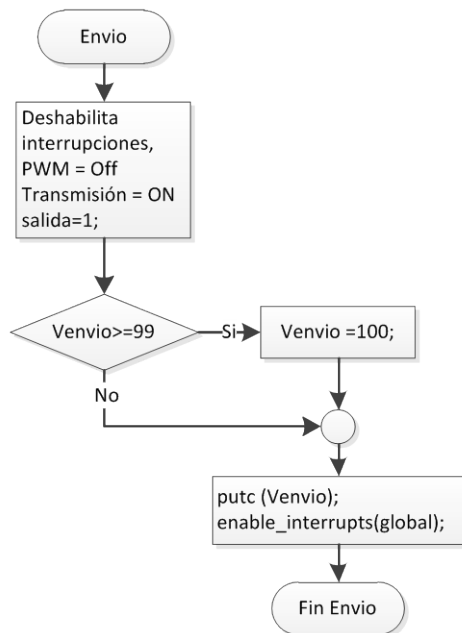 Envio
Deshabilita
interrupciones,
PWM = Off
Transmisión = ON
salida=1;
Venvio>=99
Si
Venvio =100;
No
putc (Venvio);
enable_interrupts(global);
Fin Envio